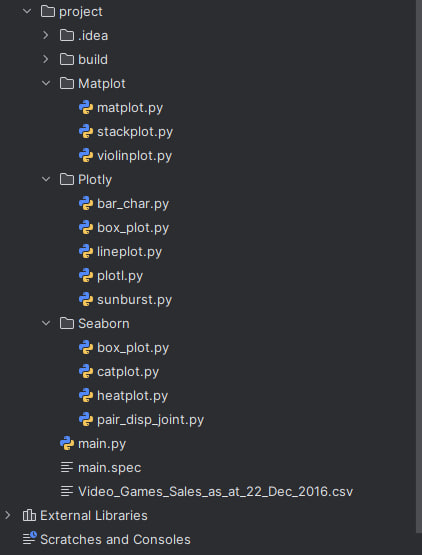 project
.idea
build
Matplot
matplot.py
stackplot.py
violinplot.py
Plotly
bar_char.py
box_plot.py
lineplot.py
plotl.py
sunburst.py
Seaborn
box_plot.py
catplot.py
heatplot.py
pair_disp_joint.py
main.py
main.spec
Video_Games_Sales_as_at_22_Dec_2016.csv
External Libraries
Scratches and Consoles